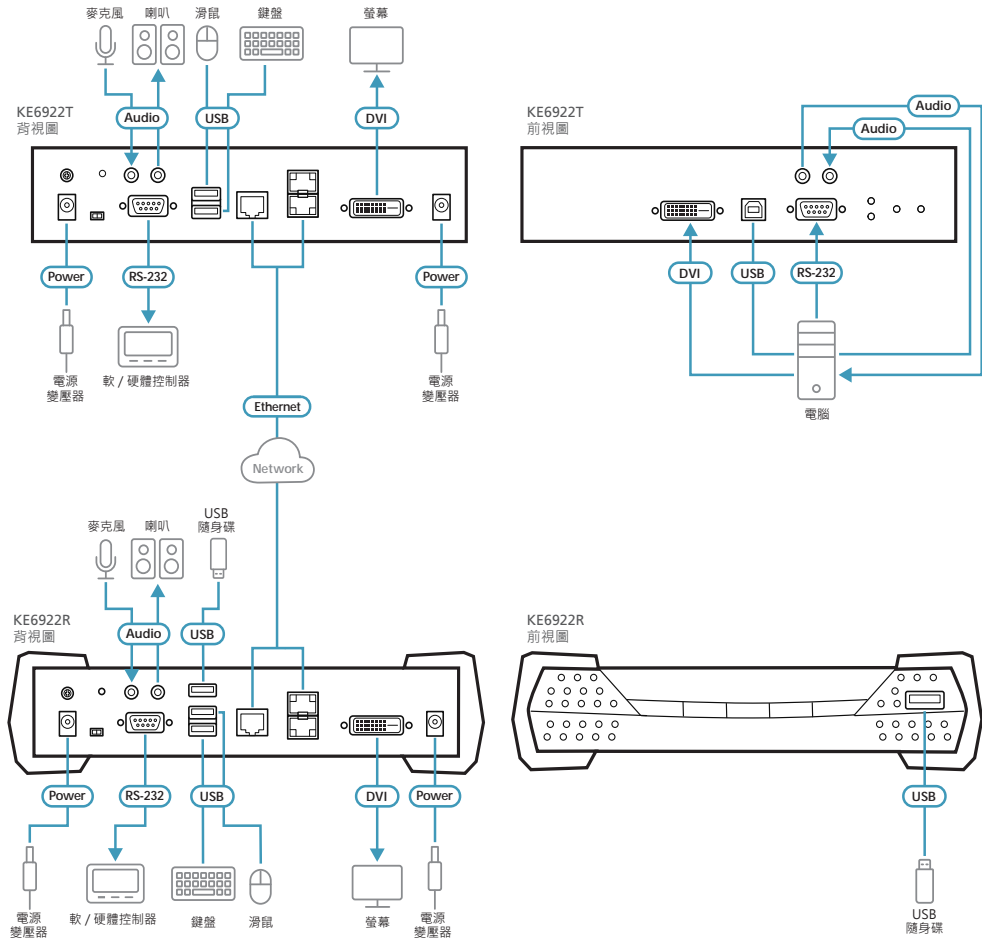 麥克風
喇叭
滑鼠
鍵盤
螢幕
KE6922T
背視圖
Audio
USB
DVI
Power
RS-232
Power
電源
變壓器
軟 / 硬體控制器
電源
變壓器
KE6922T
前視圖
Audio
Audio
DVI
USB
RS-232
電腦
Ethernet
Network
麥克風
喇叭
USB
隨身碟
KE6922R
背視圖
Audio
USB
Power
RS-232
USB
DVI
Power
電源
變壓器
軟 / 硬體控制器
鍵盤
滑鼠
螢幕
電源
變壓器
KE6922R
前視圖
USB
USB
隨身碟